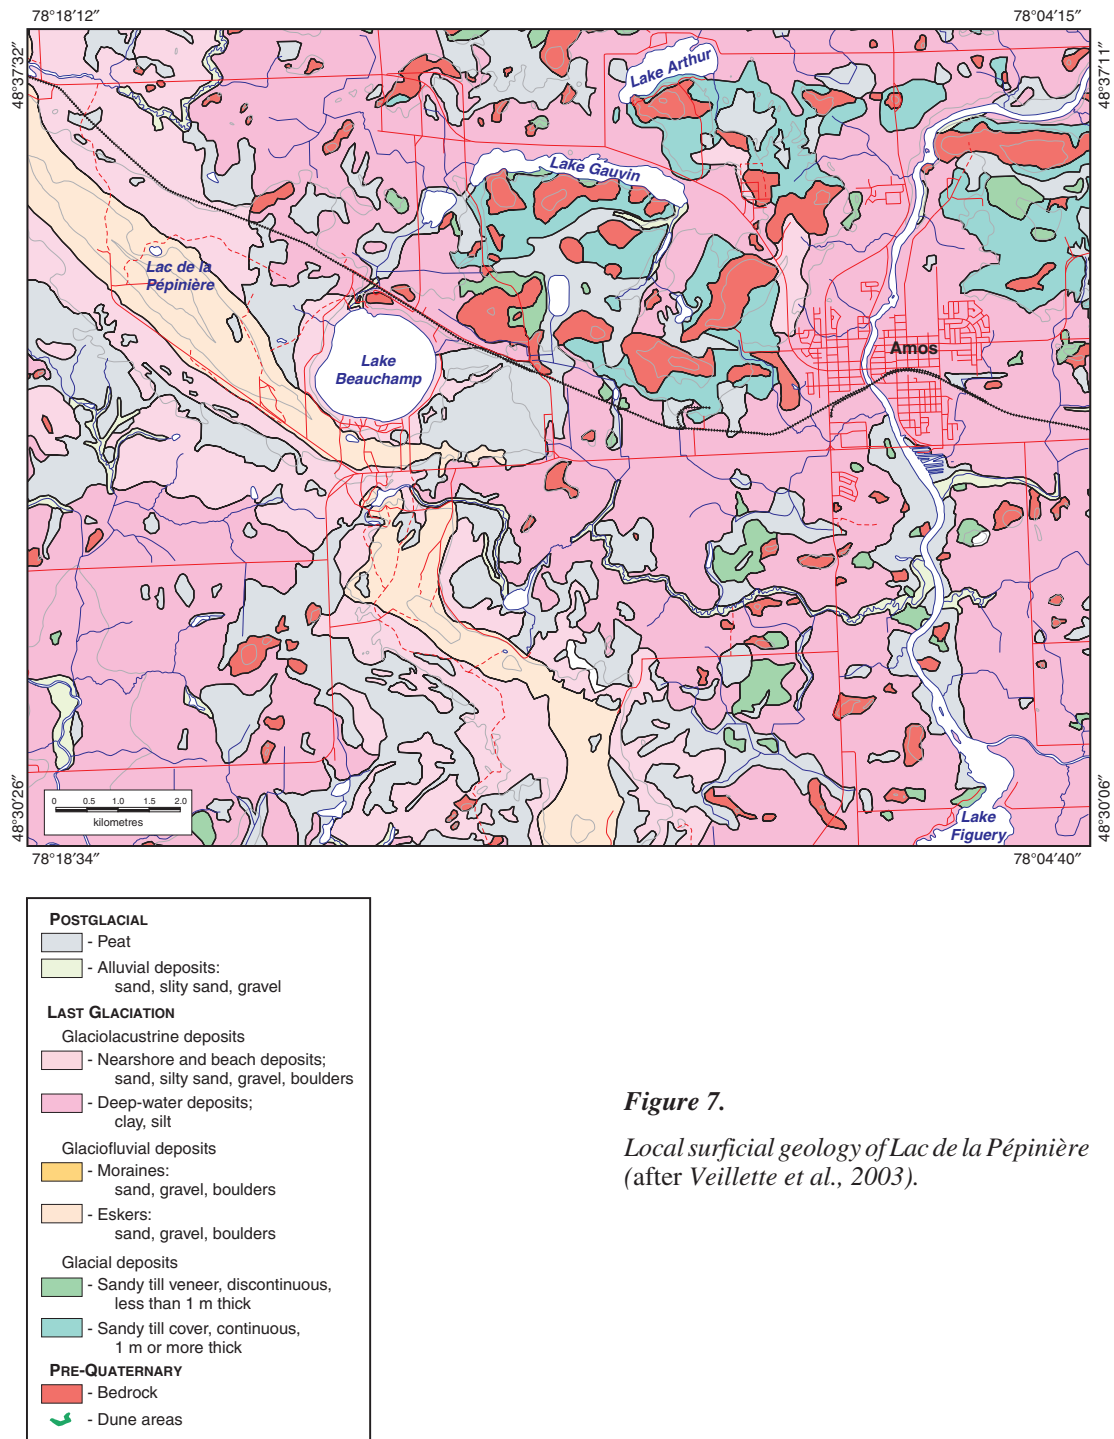 78°18′12″
78°04′15″
48°37′32″
48°37′11″
Lake Arthur
Lake Gauvin
Lac de la
Pépinière
Lake
Beauchamp
Amos
Lake
Figuery
0 0.5 1.0 1.5 2.0
kilometres
48°30′26″
48°30′06″
78°18′34″
78°04′40″
POSTGLACIAL
- Peat
- Alluvial deposits:
sand, slity sand, gravel
LAST GLACIATION
Glaciolacustrine deposits
- Nearshore and beach deposits;
sand, silty sand, gravel, boulders
- Deep-water deposits;
clay, silt
Glaciofluvial deposits
- Moraines:
sand, gravel, boulders
- Eskers:
sand, gravel, boulders
Glacial deposits
- Sandy till veneer, discontinuous,
less than 1 m thick
- Sandy till cover, continuous,
1 m or more thick
PRE-QUATERNARY
- Bedrock
- Dune areas
Figure 7.
Local surficial geology of Lac de la Pépinière
(after Veillette et al., 2003).